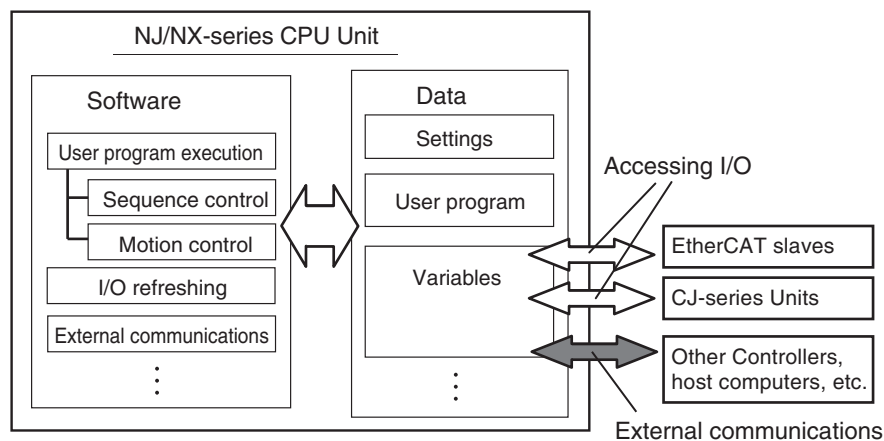 NJ/NX-series CPU Unit
Software
User program execution
Sequence control
Motion control
I/O refreshing
External communications
Data
Settings
User program
Variables
Accessing I/O
EtherCAT slaves
CJ-series Units
Other Controllers,
host computers, etc.
External communications